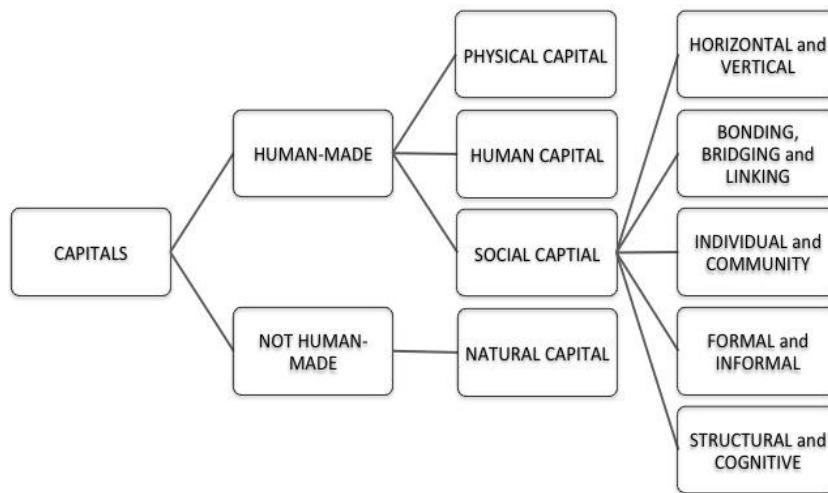 CAPITALS
HUMAN-MADE
NOT HUMAN-
MADE
PHYSICAL CAPITAL
HUMAN CAPITAL
SOCIAL CAPTIAL
NATURAL CAPITAL
HORIZONTAL and
VERTICAL
BONDING,
BRIDGING and
LINKING
INDIVIDUAL and
COMMUNITY
FORMAL and
INFORMAL
STRUCTURAL and
COGNITIVE